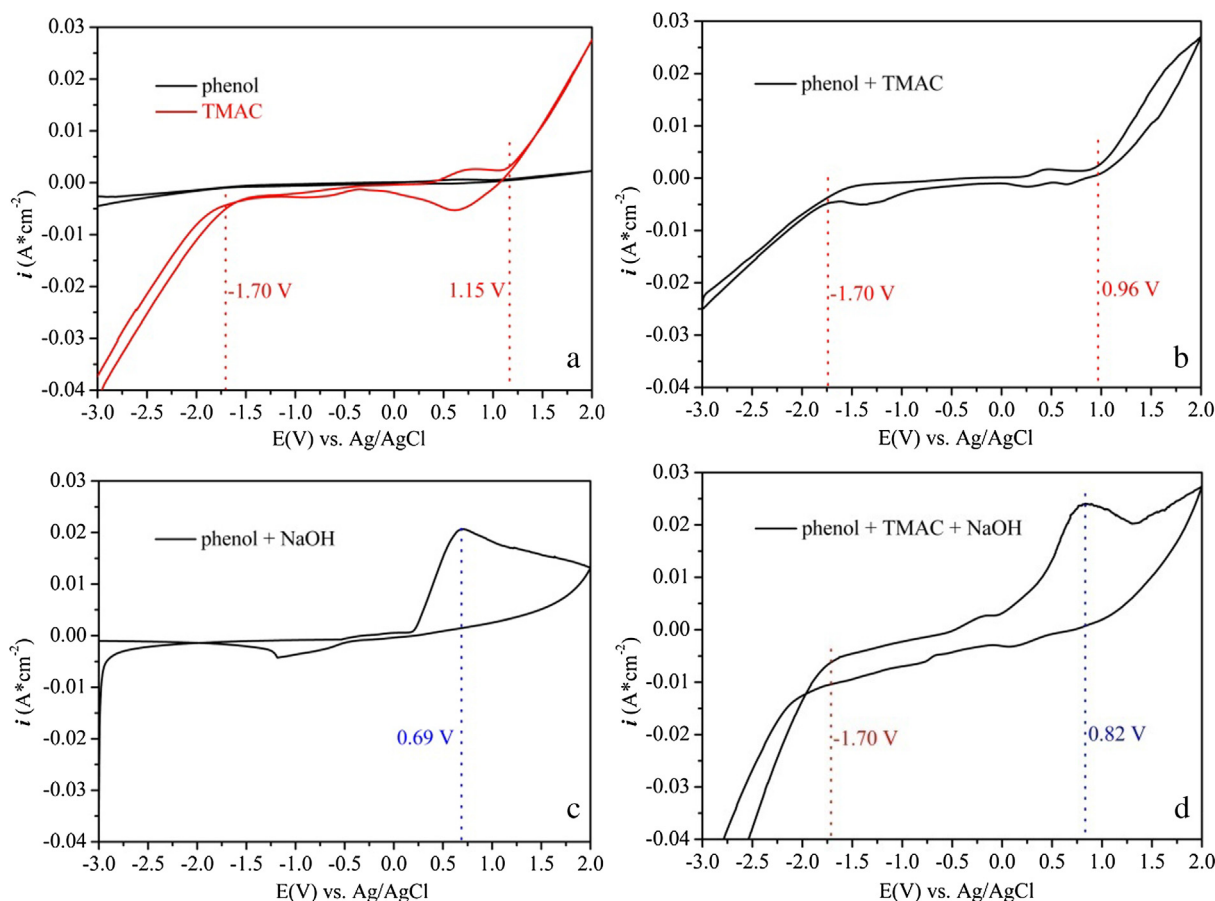 0.03
0.02
0.01
0.00
-0.01
-0.02
-0.03
-0.04
i (A*cm-2)
phenol
TMAC
-1.70 V
1.15 V
a
-3.0 -2.5 -2.0 -1.5 -1.0 -0.5 0.0 0.5 1.0 1.5 2.0
E(V) vs. Ag/AgCl
0.03
0.02
0.01
0.00
-0.01
-0.02
-0.03
-0.04
i (A*cm-2)
phenol + TMAC
-1.70 V
0.96 V
b
-3.0 -2.5 -2.0 -1.5 -1.0 -0.5 0.0 0.5 1.0 1.5 2.0
E(V) vs. Ag/AgCl
0.03
0.02
0.01
0.00
-0.01
-0.02
-0.03
-0.04
i (A*cm-2)
phenol + NaOH
0.69 V
c
-3.0 -2.5 -2.0 -1.5 -1.0 -0.5 0.0 0.5 1.0 1.5 2.0
E(V) vs. Ag/AgCl
0.03
0.02
0.01
0.00
-0.01
-0.02
-0.03
-0.04
i (A*cm-2)
phenol + TMAC + NaOH
-1.70 V
0.82 V
d
-3.0 -2.5 -2.0 -1.5 -1.0 -0.5 0.0 0.5 1.0 1.5 2.0
E(V) vs. Ag/AgCl